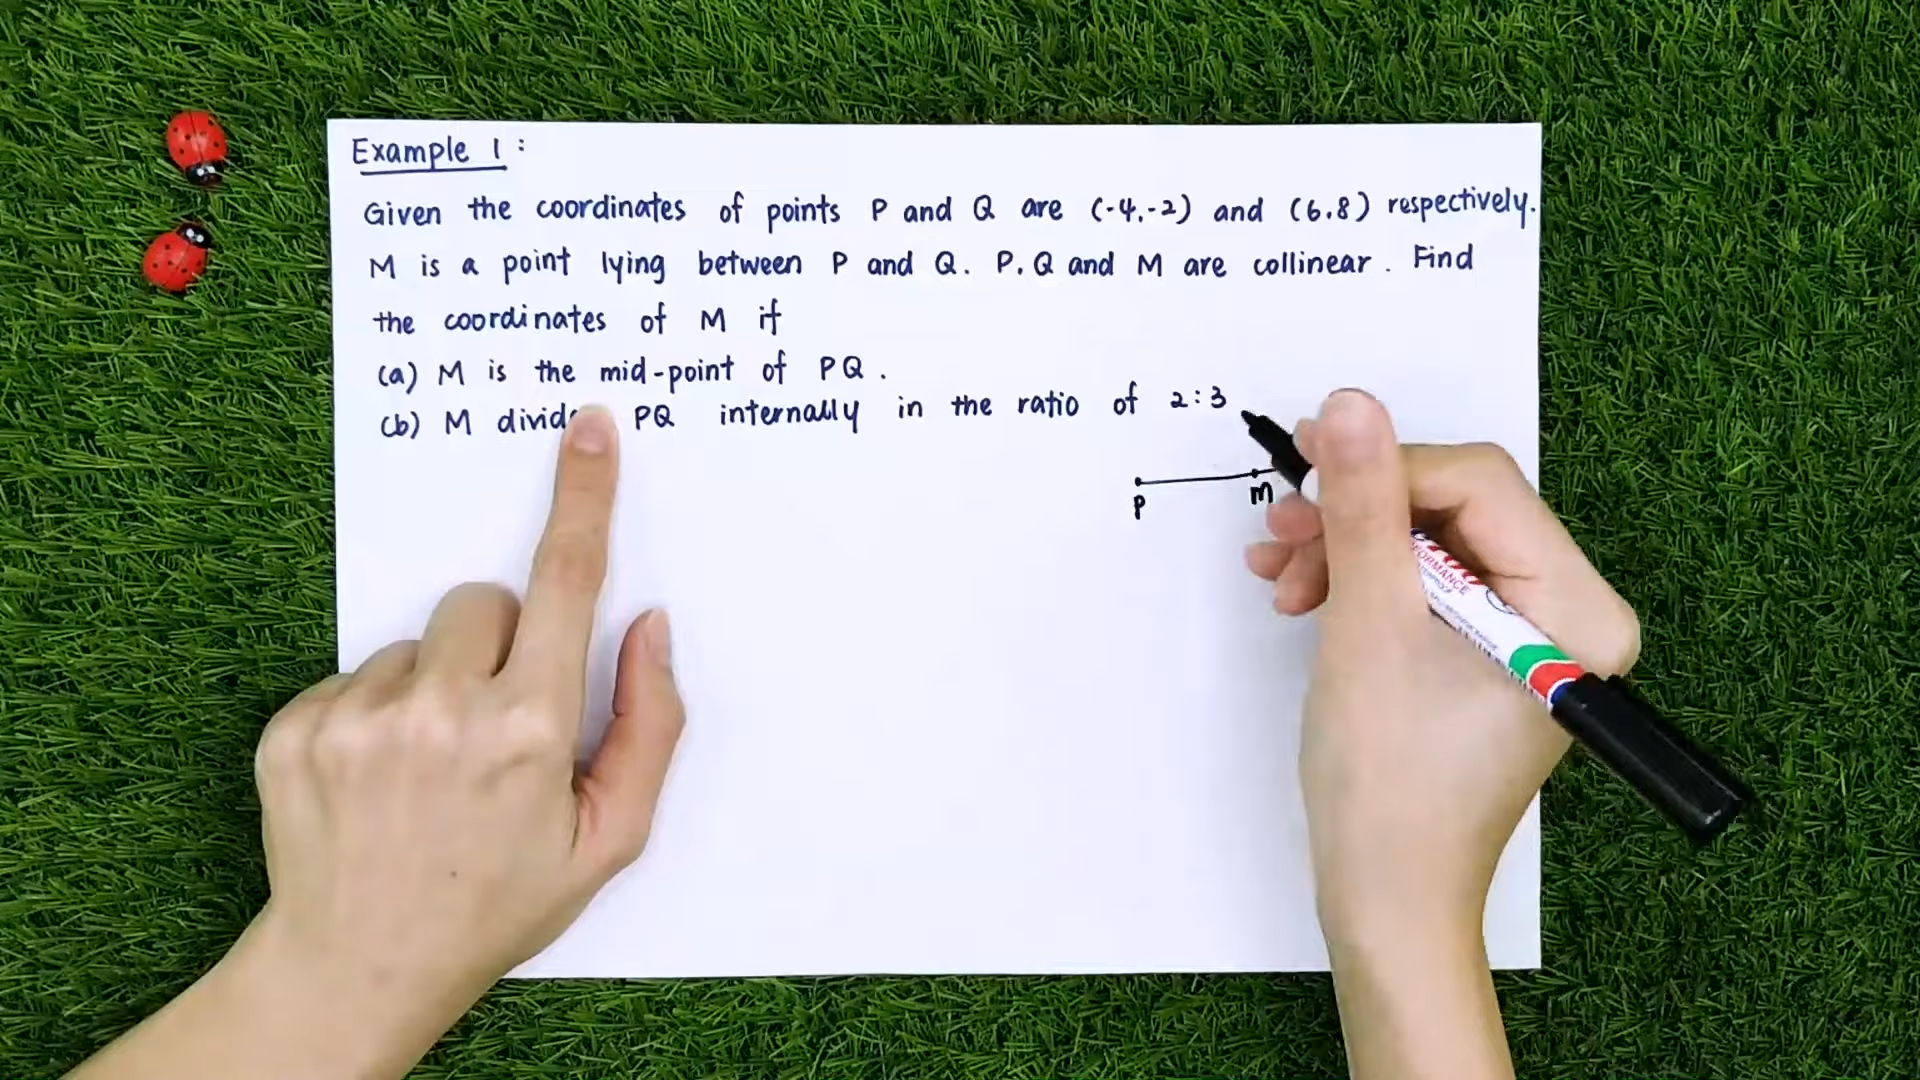 Example 1 :
Given the coordinates of points P and Q are (-4.-2) and (6.8) respectively.
M is a point lying between P and Q. P.Q and M are collinear. Find
the coordinates of M if
(a) M is the mid-point of PQ.
(b) M PQ internally in the ratio of 2:3
P M